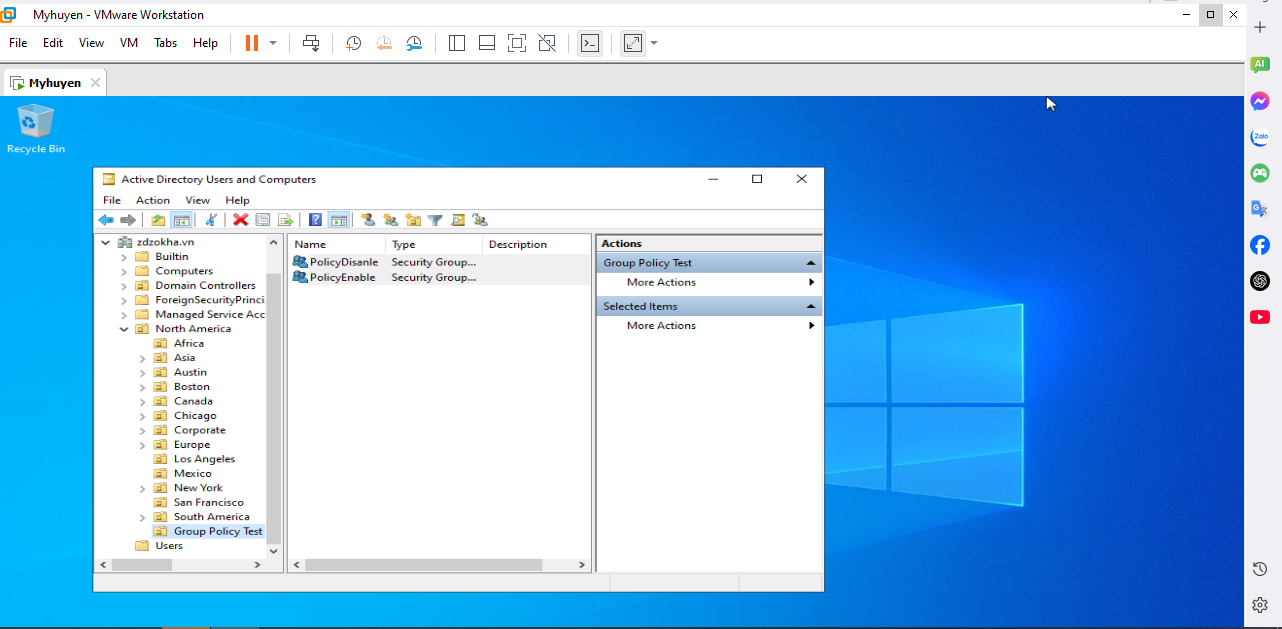 Myhuyen - VMware Workstation
File Edit View VM Tabs Help
Myhuyen
AI
Zalo
G
Recycle Bin
Active Directory Users and Computers
File Action View Help
zdzokha.vn
Builtin
Computers
Domain Controllers
ForeignSecurityPrinci
Managed Service Acc
North America
Africa
Asia
Austin
Boston
Canada
Chicago
Corporate
Europe
Los Angeles
Mexico
New York
San Francisco
South America
Group Policy Test
Users
Name Type Description
PolicyDisanle Security Group...
PolicyEnable Security Group...
Actions
Group Policy Test
More Actions
Selected Items
More Actions